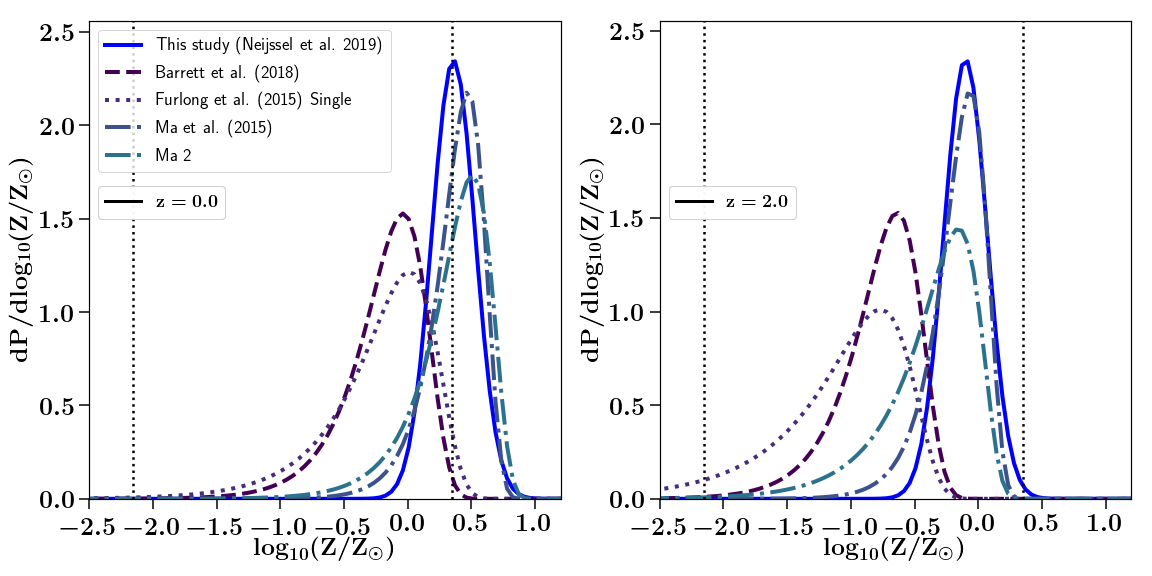 This study (Neijssel et al. 2019)
Barrett et al. (2018)
Furlong et al. (2015) Single
Ma et al. (2015)
Ma 2
z = 0.0
dP/dlog₁₀(Z/Z☉)
2.5
2.0
1.5
1.0
0.5
0.0
−2.5 −2.0 −1.5 −1.0 −0.5 0.0 0.5 1.0
log₁₀(Z/Z☉)
z = 2.0
dP/dlog₁₀(Z/Z☉)
2.5
2.0
1.5
1.0
0.5
0.0
−2.5 −2.0 −1.5 −1.0 −0.5 0.0 0.5 1.0
log₁₀(Z/Z☉)